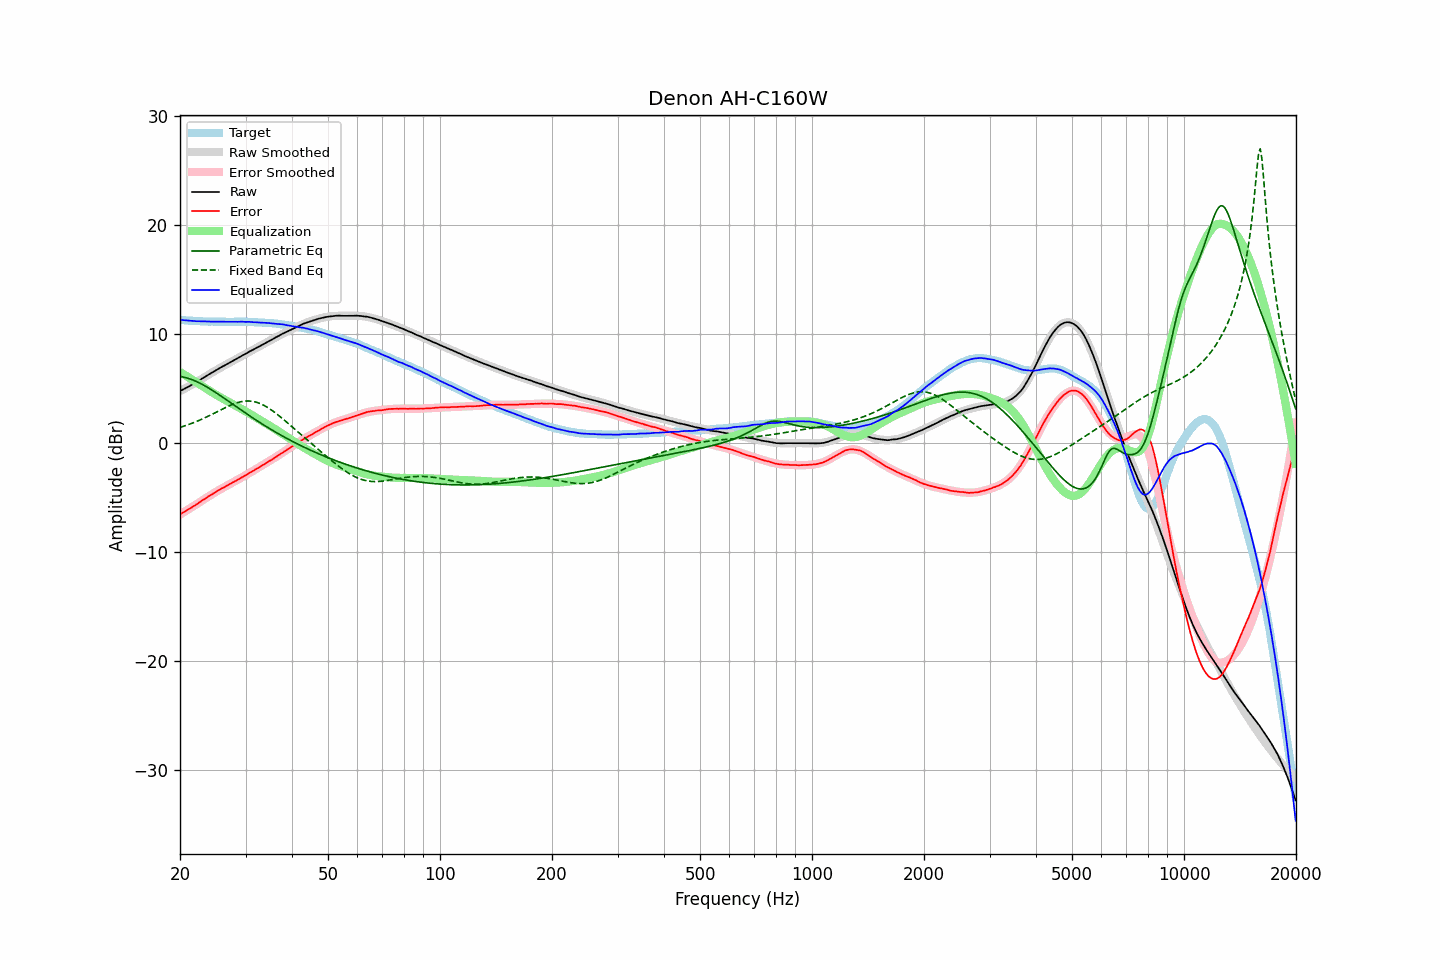 Denon AH-C160W
30
20
10
0
−10
−20
−30
Amplitude (dBr)
Target
Raw Smoothed
Error Smoothed
Raw
Error
Equalization
Parametric Eq
Fixed Band Eq
Equalized
20 50 100 200 500 1000 2000 5000 10000 20000
Frequency (Hz)